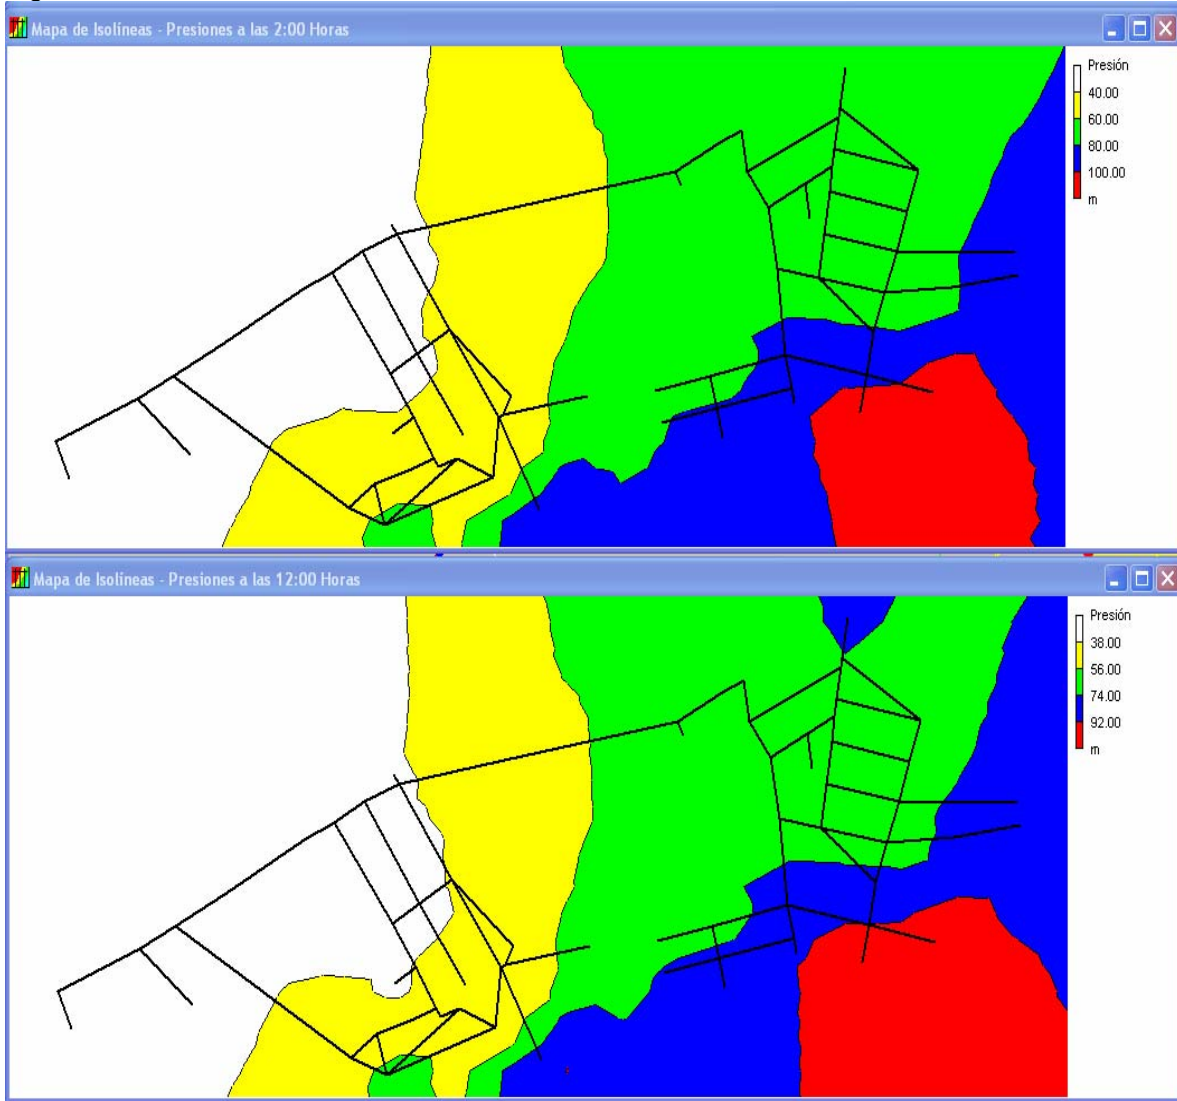 Mapa de Isolíneas - Presiones a las 2:00 Horas
Presión
40.00
60.00
80.00
100.00
m
Mapa de Isolíneas - Presiones a las 12:00 Horas
Presión
38.00
56.00
74.00
92.00
m